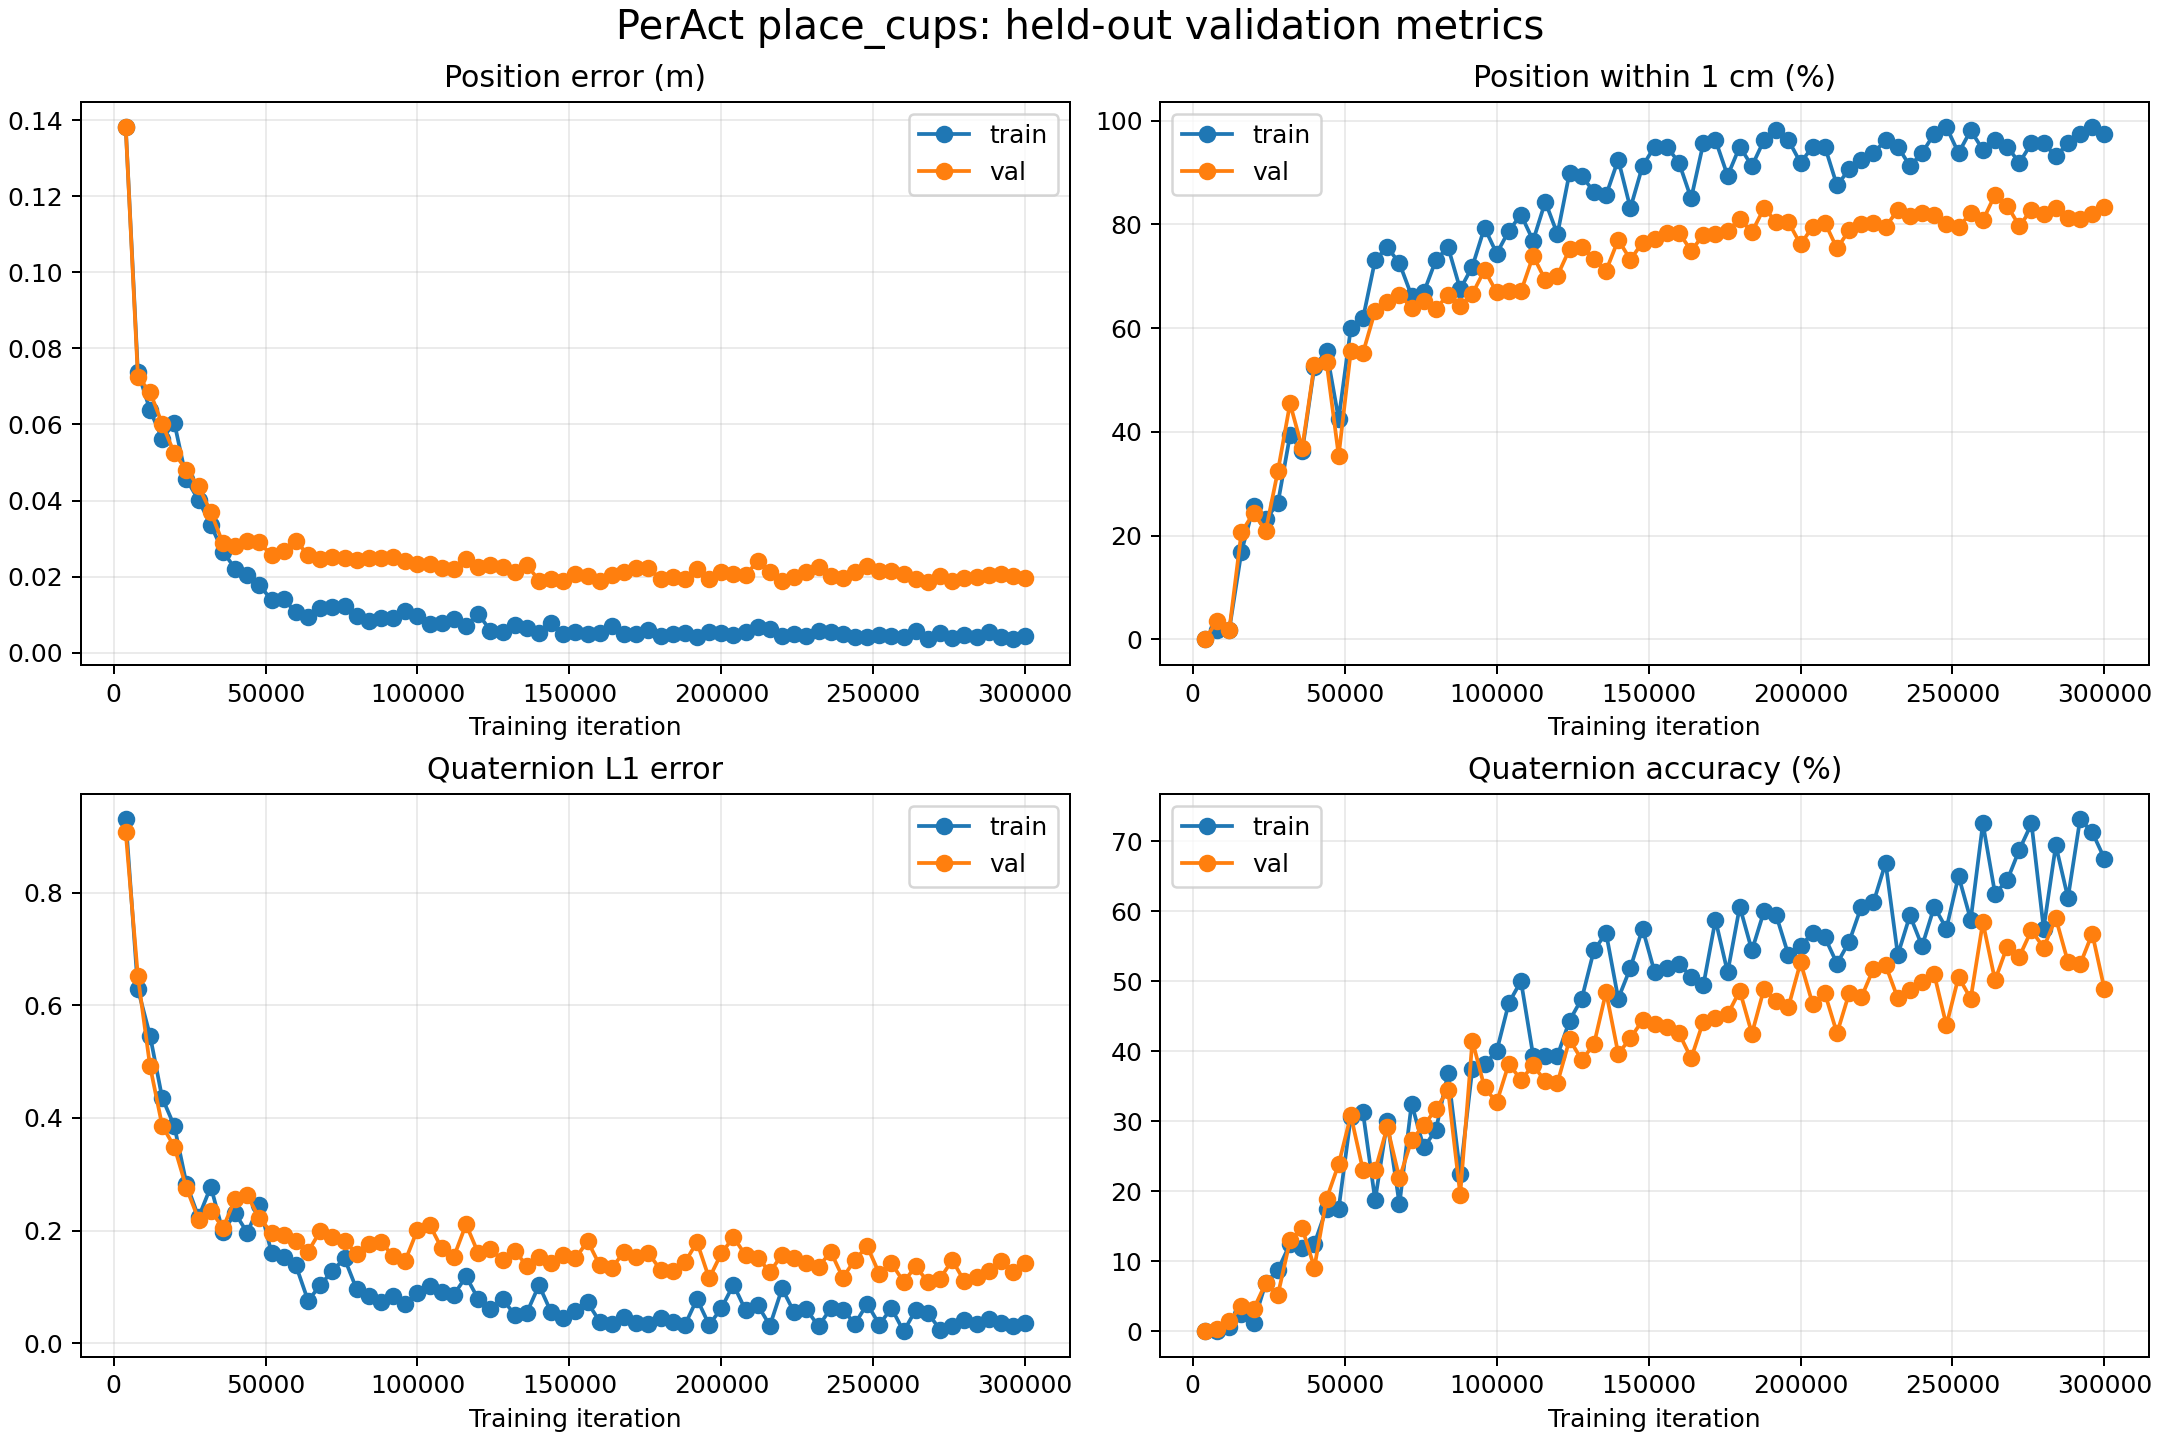 PerAct place_cups: held-out validation metrics
Position error (m)
0.14
0.12
0.10
0.08
0.06
0.04
0.02
0.00
train
val
0 50000 100000 150000 200000 250000 300000
Training iteration
Position within 1 cm (%)
100
80
60
40
20
0
train
val
0 50000 100000 150000 200000 250000 300000
Training iteration
Quaternion L1 error
0.8
0.6
0.4
0.2
0.0
train
val
0 50000 100000 150000 200000 250000 300000
Training iteration
Quaternion accuracy (%)
70
60
50
40
30
20
10
0
train
val
0 50000 100000 150000 200000 250000 300000
Training iteration